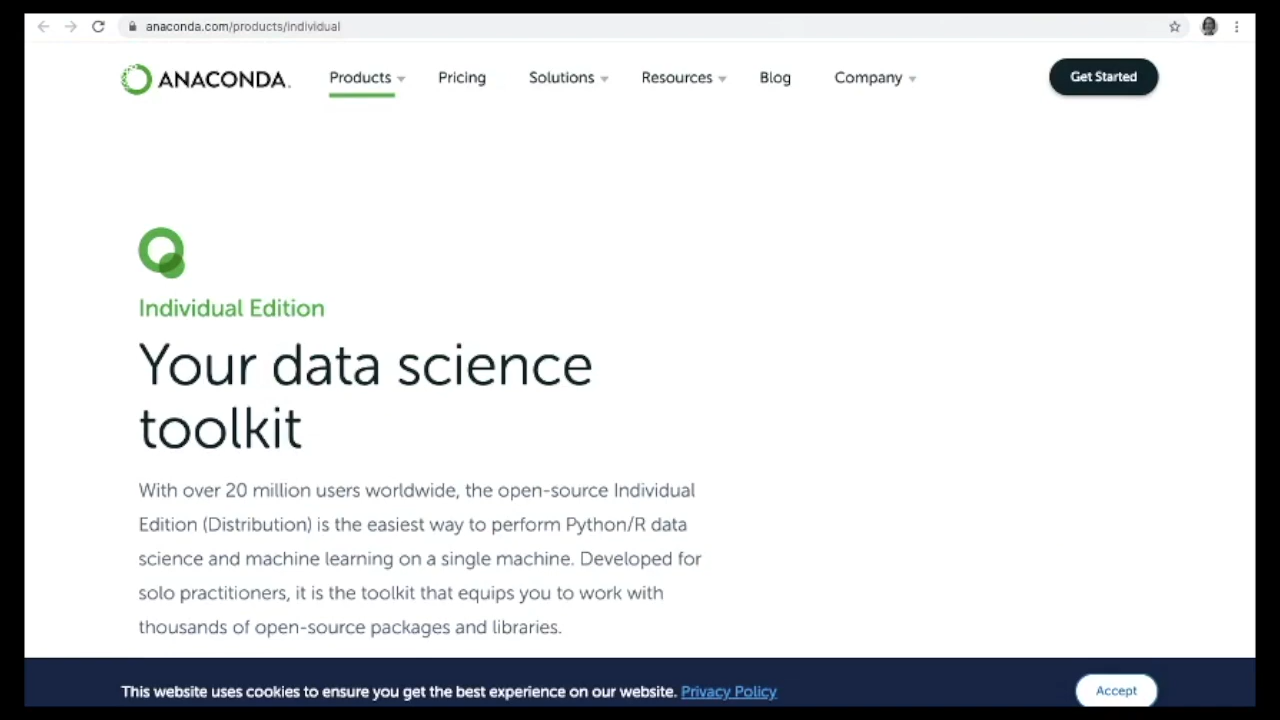 anaconda.com/products/individual
ANACONDA.
Products
Pricing
Solutions
Resources
Blog
Company
Get Started
Individual Edition
Your data science
toolkit
With over 20 million users worldwide, the open-source Individual
Edition (Distribution) is the easiest way to perform Python/R data
science and machine learning on a single machine. Developed for
solo practitioners, it is the toolkit that equips you to work with
thousands of open-source packages and libraries.
This website uses cookies to ensure you get the best experience on our website. Privacy Policy
Accept